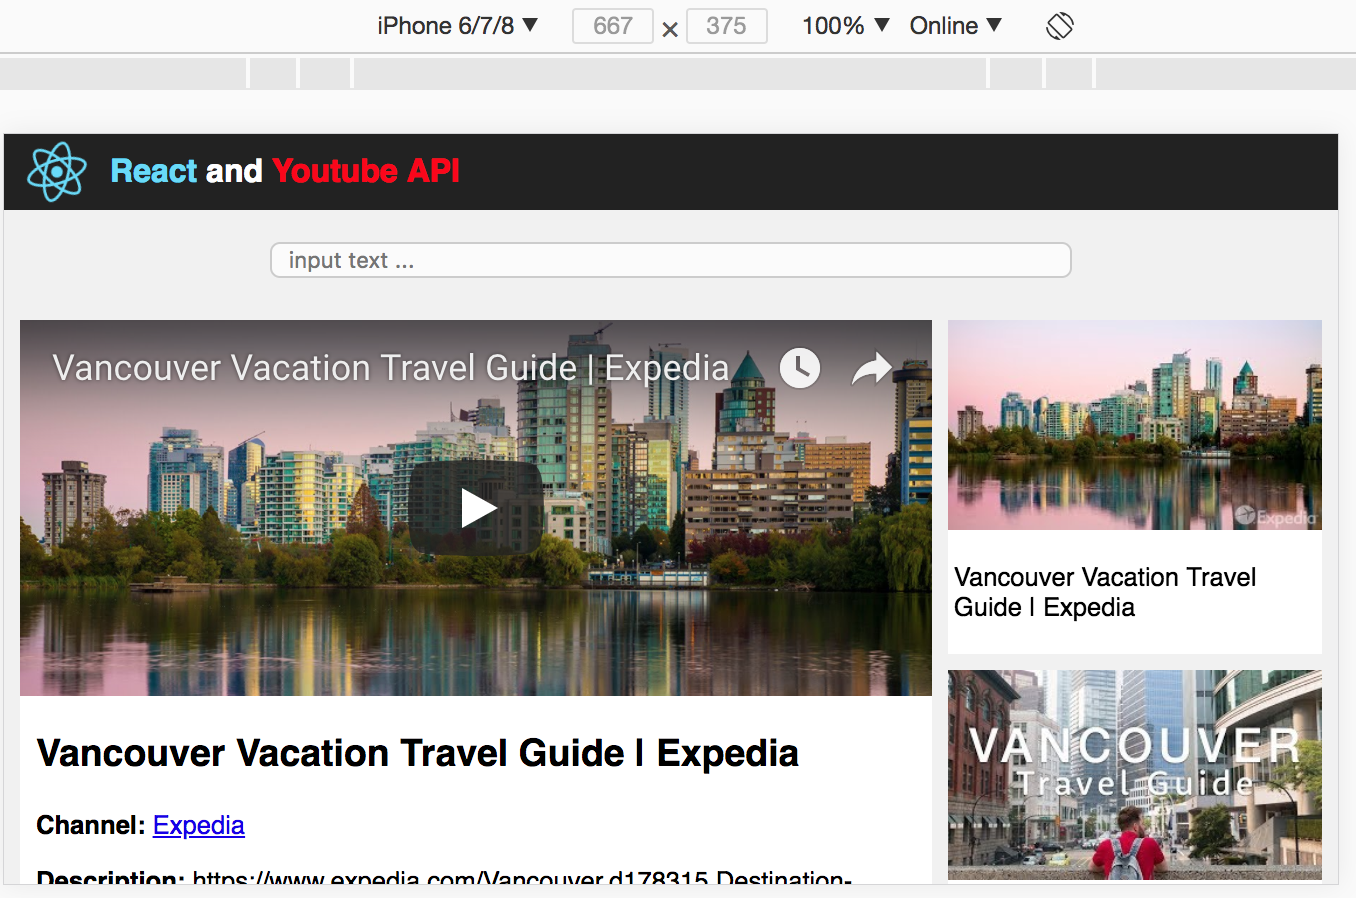 iPhone 6/7/8 ▼ 667 × 375 100% ▼ Online ▼
React and Youtube API
input text ...
Vancouver Vacation Travel Guide | Expedia
Expedia
Vancouver Vacation Travel
Guide | Expedia
VANCOUVER
Travel Guide
Vancouver Vacation Travel Guide | Expedia
Channel: Expedia
Description: https://www.expedia.com/Vancouver.d178315.Destination-